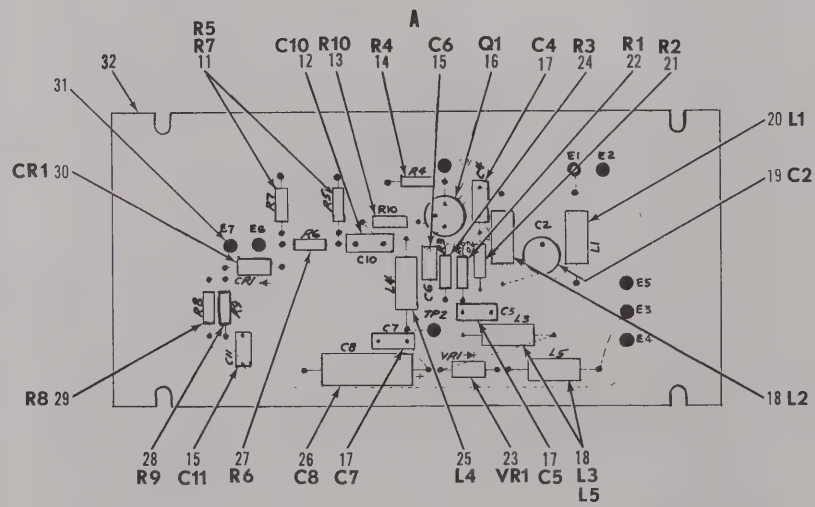 A
R5
R7
11
C10
12
R10
13
R4
14
C6
15
Q1
16
C4
17
R3
24
R1
22
R2
21
32
31
CR1 30
20 L1
19 C2
18 L2
R8 29
28
R9
15
C11
27
R6
26
C8
17
C7
25
L4
23
VR1
17
C5
18
L3
L5
R4
C4
E1
E2
R7
R5
R10
R6
C10
E7
E6
CR1
L4
C6
R3
C2
L1
E5
E3
E4
R8
R9
C11
C7
TP2
C5
L3
C8
+
VR1
L5